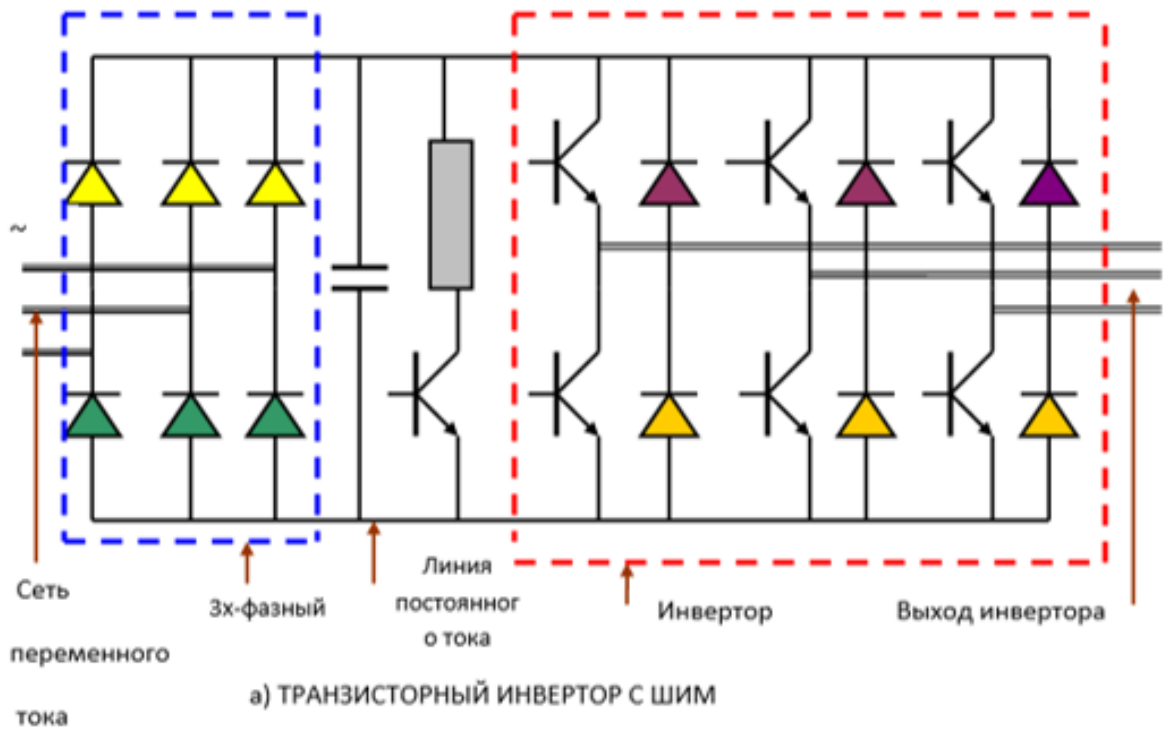 ~
Сеть
переменного
тока
3х-фазный
Линия
постоянног
о тока
Инвертор
Выход инвертора
а) ТРАНЗИСТОРНЫЙ ИНВЕРТОР С ШИМ